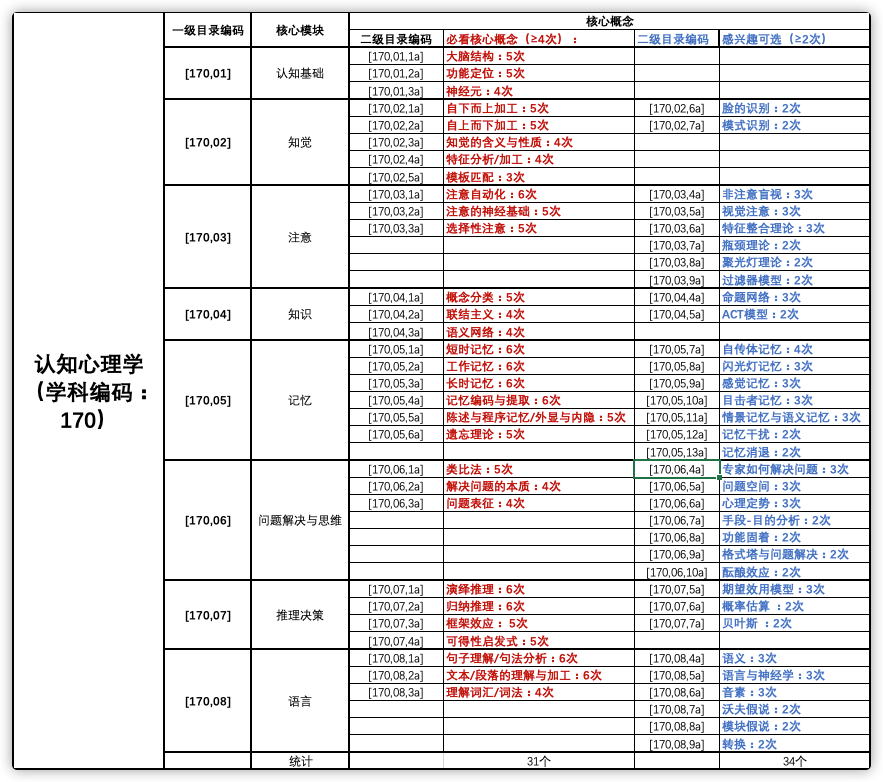 核心概念
一级目录编码 核心模块
二级目录编码 必看核心概念（≥4次）： 二级目录编码 感兴趣可选（≥2次）
认知心理学
（学科编码：
170）
[170,01] 认知基础
[170,01,1a] 大脑结构：5次
[170,01,2a] 功能定位：5次
[170,01,3a] 神经元：4次
[170,02] 知觉
[170,02,1a] 自下而上加工：5次 [170,02,6a] 脸的识别：2次
[170,02,2a] 自上而下加工：5次 [170,02,7a] 模式识别：2次
[170,02,3a] 知觉的含义与性质：4次
[170,02,4a] 特征分析/加工：4次
[170,02,5a] 模板匹配：3次
[170,03] 注意
[170,03,1a] 注意自动化：6次 [170,03,4a] 非注意盲视：3次
[170,03,2a] 注意的神经基础：5次 [170,03,5a] 视觉注意：3次
[170,03,3a] 选择性注意：5次 [170,03,6a] 特征整合理论：3次
[170,03,7a] 瓶颈理论：2次
[170,03,8a] 聚光灯理论：2次
[170,03,9a] 过滤器模型：2次
[170,04] 知识
[170,04,1a] 概念分类：5次 [170,04,4a] 命题网络：3次
[170,04,2a] 联结主义：4次 [170,04,5a] ACT模型：2次
[170,04,3a] 语义网络：4次
[170,05] 记忆
[170,05,1a] 短时记忆：6次 [170,05,7a] 自传体记忆：4次
[170,05,2a] 工作记忆：6次 [170,05,8a] 闪光灯记忆：3次
[170,05,3a] 长时记忆：6次 [170,05,9a] 感觉记忆：3次
[170,05,4a] 记忆编码与提取：6次 [170,05,10a] 目击者记忆：3次
[170,05,5a] 陈述与程序记忆/外显与内隐：5次 [170,05,11a] 情景记忆与语义记忆：3次
[170,05,6a] 遗忘理论：5次 [170,05,12a] 记忆干扰：2次
[170,05,13a] 记忆消退：2次
[170,06] 问题解决与思维
[170,06,1a] 类比法：5次 [170,06,4a] 专家如何解决问题：3次
[170,06,2a] 解决问题的本质：4次 [170,06,5a] 问题空间：3次
[170,06,3a] 问题表征：4次 [170,06,6a] 心理定势：3次
[170,06,7a] 手段-目的分析：2次
[170,06,8a] 功能固着：2次
[170,06,9a] 格式塔与问题解决：2次
[170,06,10a] 酝酿效应：2次
[170,07] 推理决策
[170,07,1a] 演绎推理：6次 [170,07,5a] 期望效用模型：3次
[170,07,2a] 归纳推理：6次 [170,07,6a] 概率估算 ：2次
[170,07,3a] 框架效应： 5次 [170,07,7a] 贝叶斯 ：2次
[170,07,4a] 可得性启发式：5次
[170,08] 语言
[170,08,1a] 句子理解/句法分析：6次 [170,08,4a] 语义：3次
[170,08,2a] 文本/段落的理解与加工：6次 [170,08,5a] 语言与神经学：3次
[170,08,3a] 理解词汇/词法：4次 [170,08,6a] 音素：3次
[170,08,7a] 沃夫假说：2次
[170,08,8a] 模块假说：2次
[170,08,9a] 转换：2次
统计 31个 34个